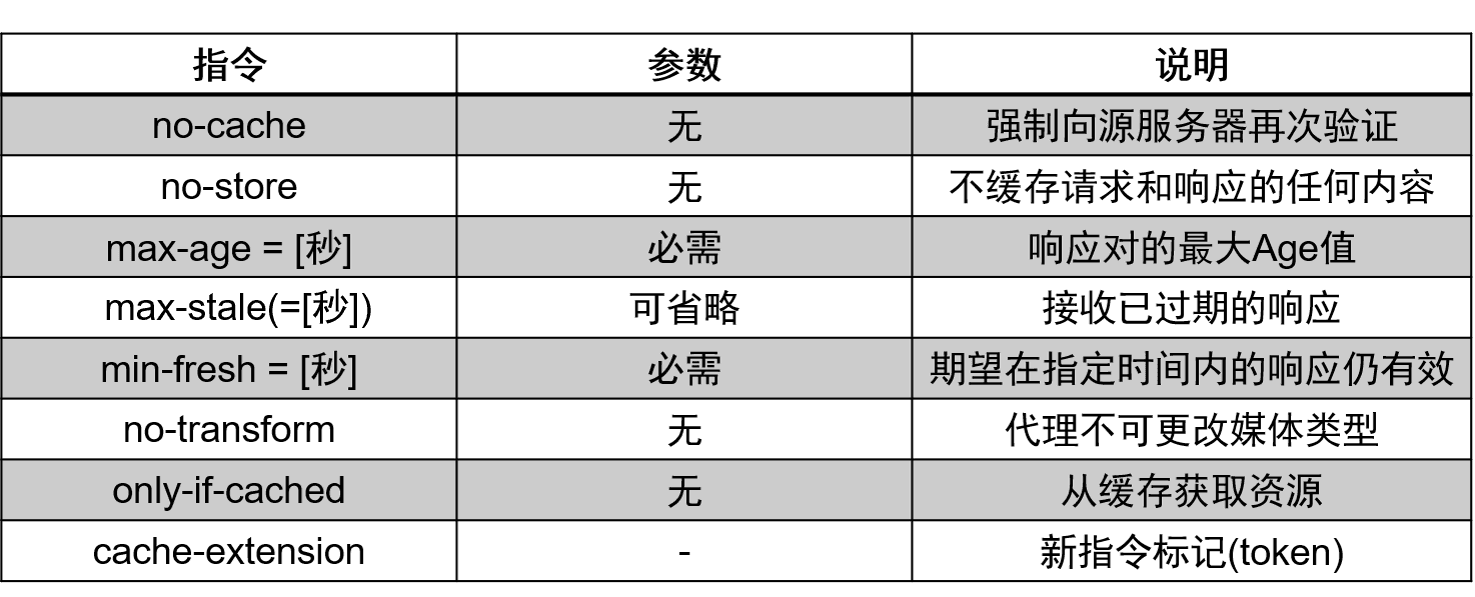 指令 参数 说明
no-cache 无 强制向源服务器再次验证
no-store 无 不缓存请求和响应的任何内容
max-age = [秒] 必需 响应对的最大Age值
max-stale(=[秒]) 可省略 接收已过期的响应
min-fresh = [秒] 必需 期望在指定时间内的响应仍有效
no-transform 无 代理不可更改媒体类型
only-if-cached 无 从缓存获取资源
cache-extension - 新指令标记(token)